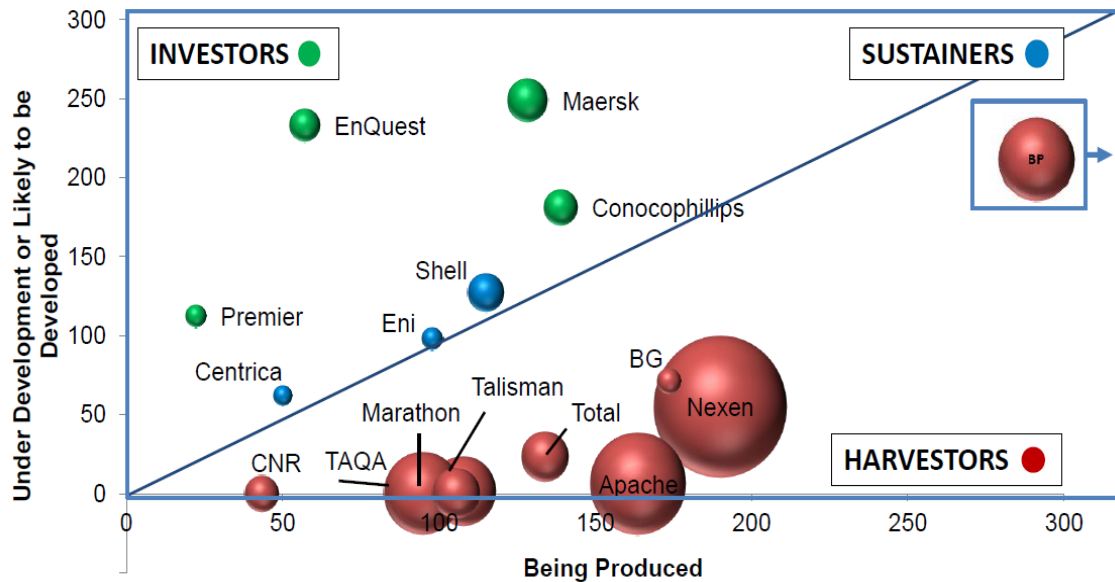 300
INVESTORS
SUSTAINERS
Maersk
250
EnQuest
BP
200
Conocophillips
150
Shell
Premier
Eni
100
Centrica
BG
Talisman
Marathon
Total
Nexen
50
CNR
TAQA
HARVESTORS
Apache
0
0
50
100
150
200
250
300
Being Produced
Under Development or Likely to be
Developed